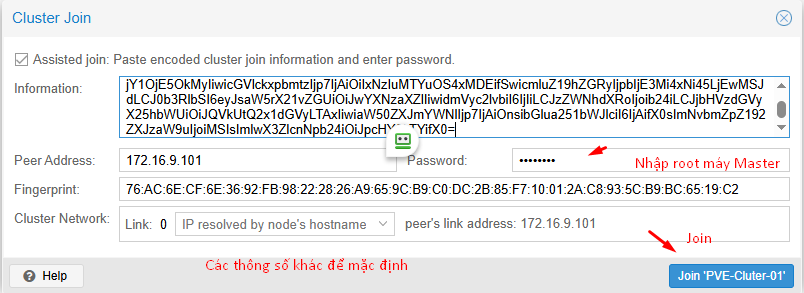 Cluster Join
Assisted join: Paste encoded cluster join information and enter password.
Information:
Peer Address: 172.16.9.101 Password: ••••••••
Nhập root máy Master
Fingerprint: 76:AC:6E:CF:6E:36:92:FB:98:22:28:26:A9:65:9C:B9:C0:DC:2B:85:F7:10:01:2A:C8:93:5C:B9:BC:65:19:C2
Cluster Network: Link: 0 IP resolved by node's hostname peer's link address: 172.16.9.101
Join
Các thông số khác để mặc định
Help Join 'PVE-Cluter-01'